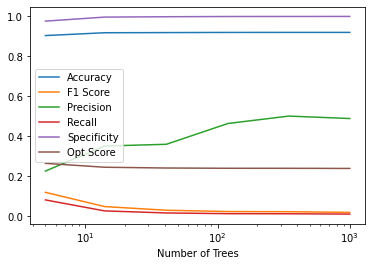 1.0
0.8
0.6
0.4
0.2
0.0
Accuracy
F1 Score
Precision
Recall
Specificity
Opt Score
10¹ 10² 10³
Number of Trees